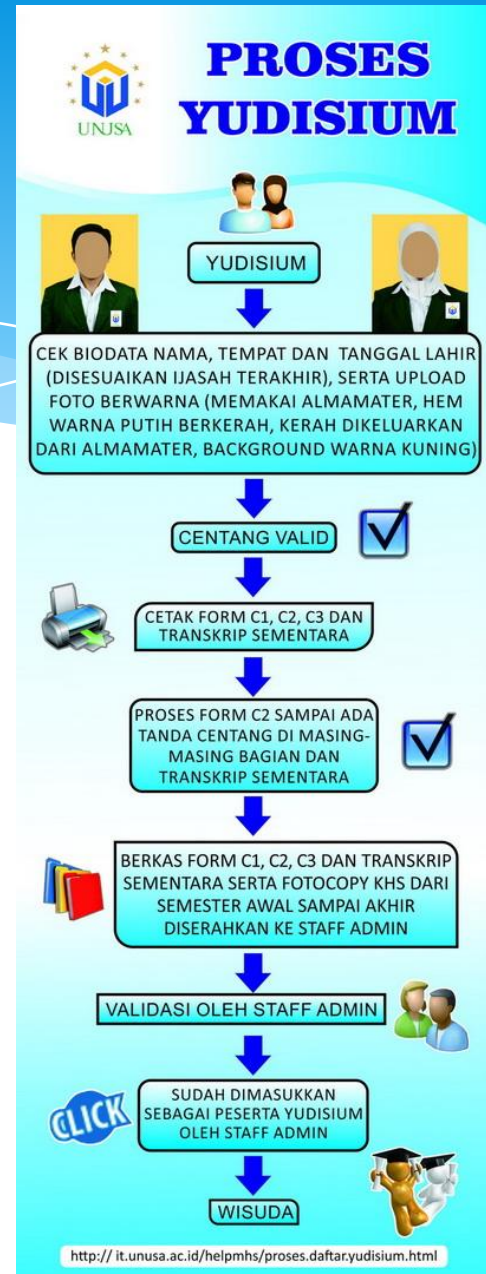 UNUSA
PROSES
YUDISIUM
YUDISIUM
CEK BIODATA NAMA, TEMPAT DAN TANGGAL LAHIR
(DISESUAIKAN IJASAH TERAKHIR), SERTA UPLOAD
FOTO BERWARNA (MEMAKAI ALMAMATER, HEM
WARNA PUTIH BERKERAH, KERAH DIKELUARKAN
DARI ALMAMATER, BACKGROUND WARNA KUNING)
CENTANG VALID
CETAK FORM C1, C2, C3 DAN
TRANSKRIP SEMENTARA
PROSES FORM C2 SAMPAI ADA
TANDA CENTANG DI MASING-
MASING BAGIAN DAN
TRANSKRIP SEMENTARA
BERKAS FORM C1, C2, C3 DAN TRANSKRIP
SEMENTARA SERTA FOTOCOPY KHS DARI
SEMESTER AWAL SAMPAI AKHIR
DISERAHKAN KE STAFF ADMIN
VALIDASI OLEH STAFF ADMIN
CLICK
SUDAH DIMASUKKAN
SEBAGAI PESERTA YUDISIUM
OLEH STAFF ADMIN
WISUDA
http:// it.unusa.ac.id/helpmhs/proses.daftar.yudisium.html